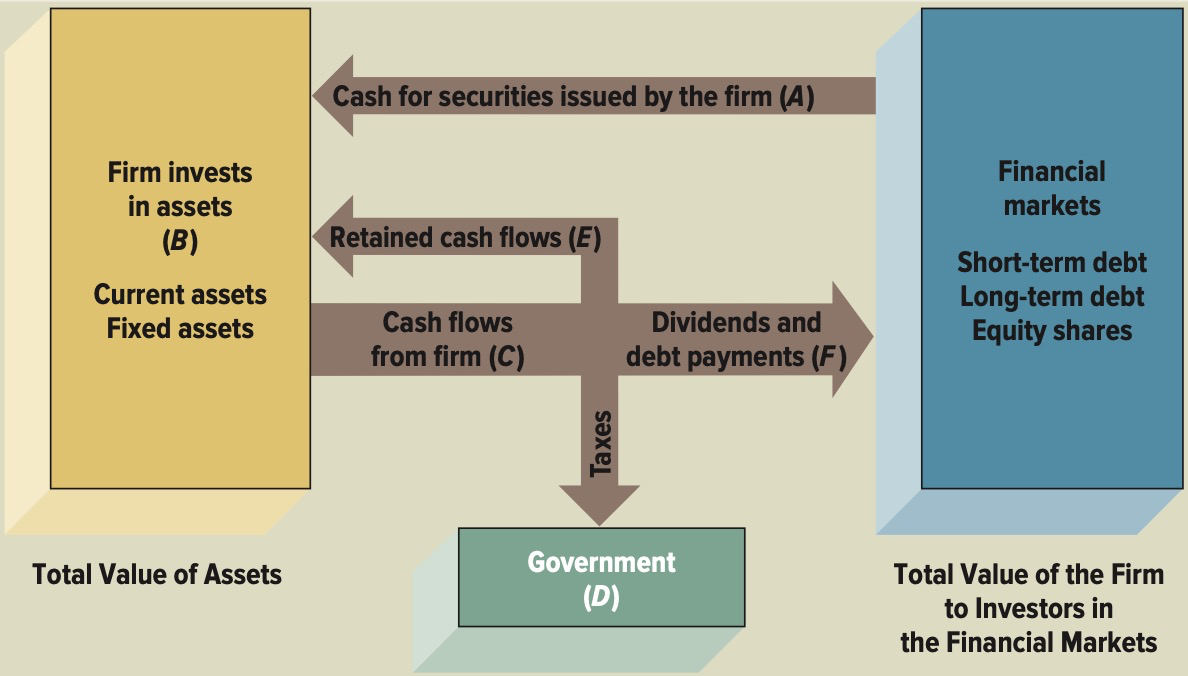 Cash for securities issued by the firm (A)
Firm invests
in assets
(B)
Current assets
Fixed assets
Retained cash flows (E)
Cash flows
from firm (C)
Dividends and
debt payments (F)
Taxes
Financial
markets
Short-term debt
Long-term debt
Equity shares
Government
(D)
Total Value of Assets
Total Value of the Firm
to Investors in
the Financial Markets